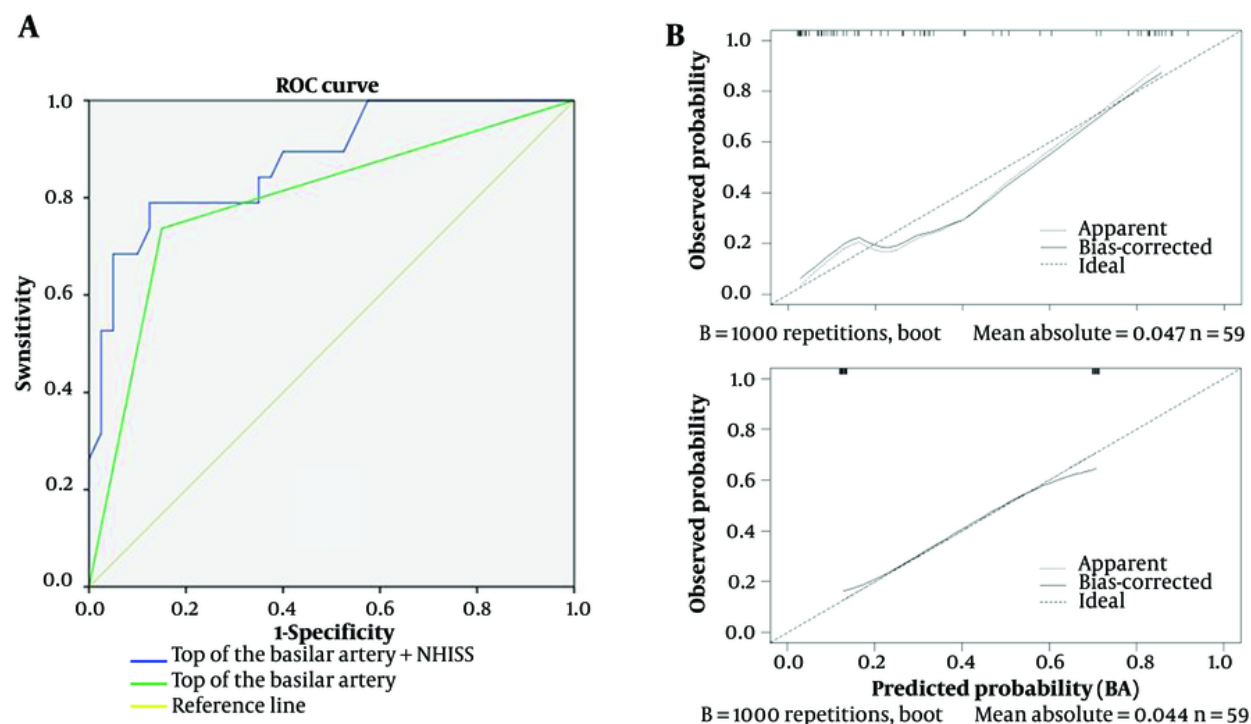 A
ROC curve
1.0
0.8
0.6
0.4
0.2
0.0
Swnsitivity
0.0 0.2 0.4 0.6 0.8 1.0
1-Specificity
Top of the basilar artery + NHISS
Top of the basilar artery
Reference line
B
1.0
0.8
0.6
0.4
0.2
0.0
Observed probability
Apparent
Bias-corrected
Ideal
B = 1000 repetitions, boot Mean absolute = 0.047 n = 59
1.0
0.8
0.6
0.4
0.2
0.0
Observed probability
Apparent
Bias-corrected
Ideal
0.0 0.2 0.4 0.6 0.8 1.0
Predicted probability (BA)
B = 1000 repetitions, boot Mean absolute = 0.044 n = 59